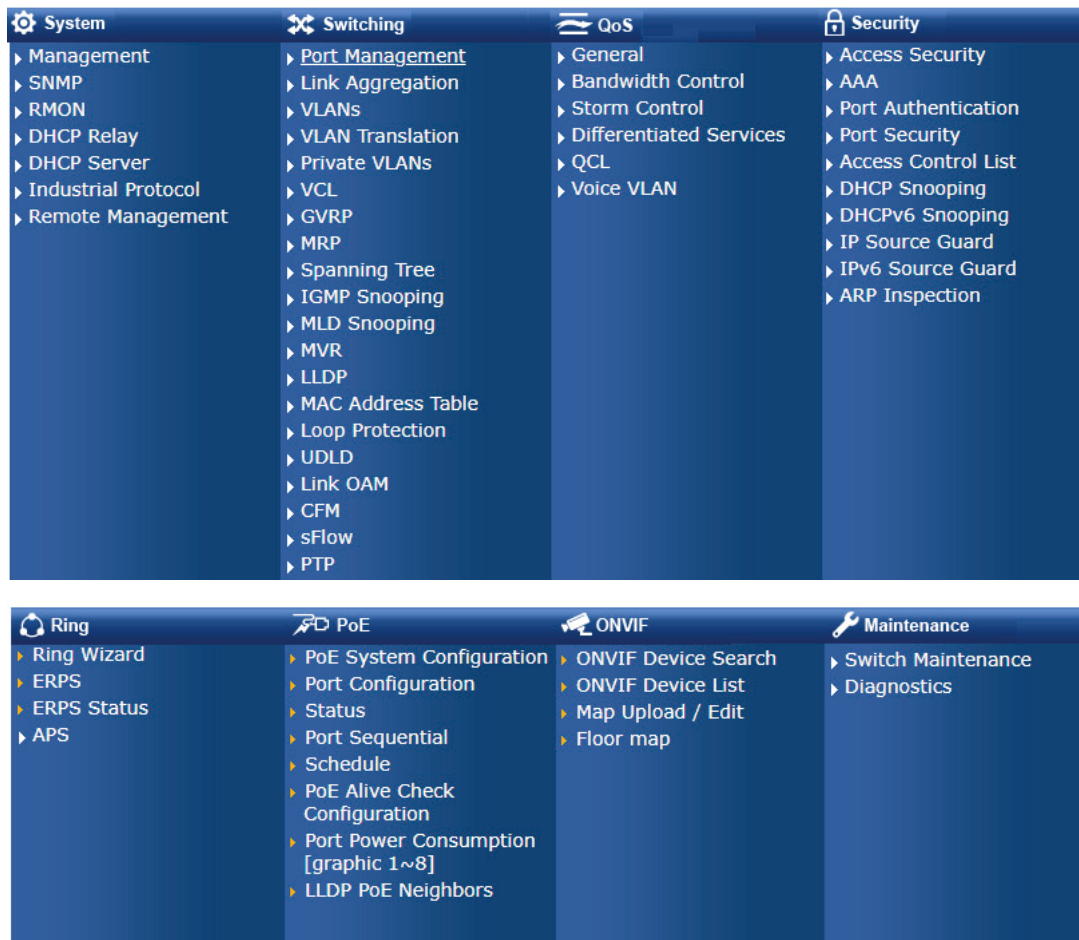 System
Management
SNMP
RMON
DHCP Relay
DHCP Server
Industrial Protocol
Remote Management
Switching
Port Management
Link Aggregation
VLANs
VLAN Translation
Private VLANs
VCL
GVRP
MRP
Spanning Tree
IGMP Snooping
MLD Snooping
MVR
LLDP
MAC Address Table
Loop Protection
UDLD
Link OAM
CFM
sFlow
PTP
QoS
General
Bandwidth Control
Storm Control
Differentiated Services
QCL
Voice VLAN
Security
Access Security
AAA
Port Authentication
Port Security
Access Control List
DHCP Snooping
DHCPv6 Snooping
IP Source Guard
IPv6 Source Guard
ARP Inspection
Ring
Ring Wizard
ERPS
ERPS Status
APS
PoE
PoE System Configuration
Port Configuration
Status
Port Sequential
Schedule
PoE Alive Check
Configuration
Port Power Consumption
[graphic 1~8]
LLDP PoE Neighbors
ONVIF
ONVIF Device Search
ONVIF Device List
Map Upload / Edit
Floor map
Maintenance
Switch Maintenance
Diagnostics